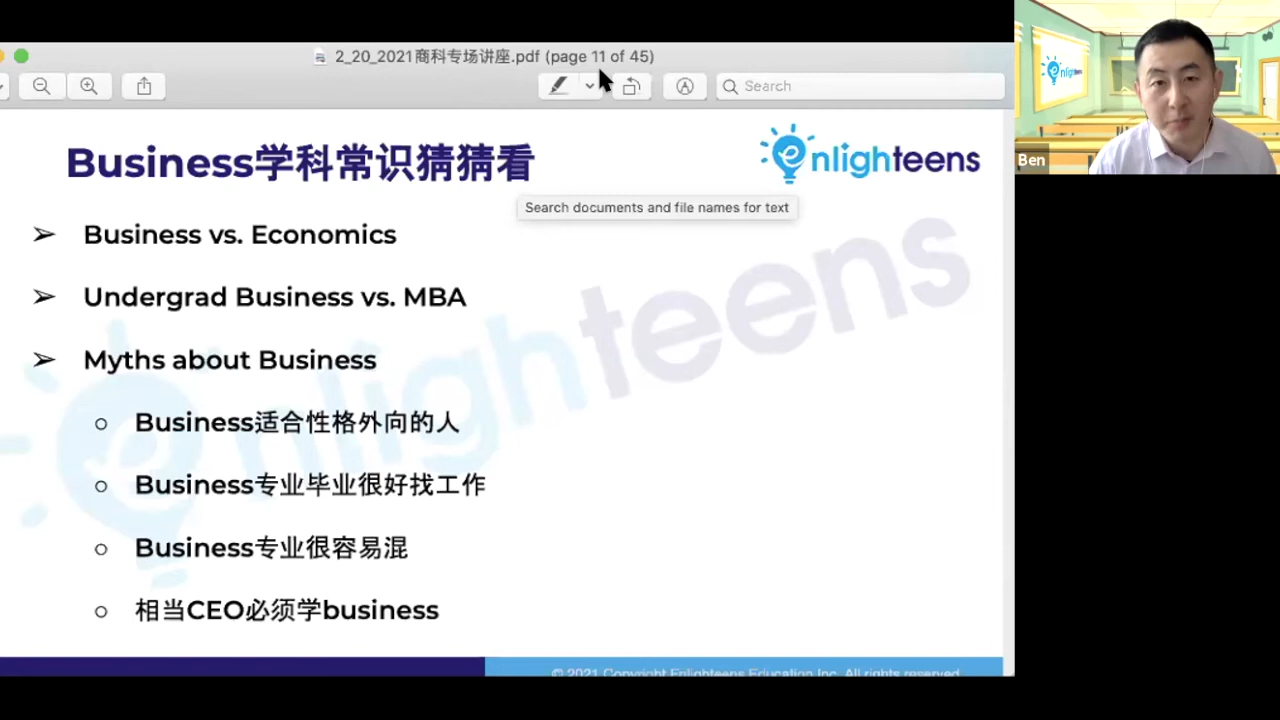 2_20_2021商科专场讲座.pdf (page 11 of 45)
Search
enlighteens
Ben
Business学科常识猜猜看
enlighteens
Search documents and file names for text
➢ Business vs. Economics
➢ Undergrad Business vs. MBA
➢ Myths about Business
○ Business适合性格外向的人
○ Business专业毕业很好找工作
○ Business专业很容易混
○ 相当CEO必须学business
enlighteens
© 2021 Copyright Enlighteens Education Inc. All rights reserved